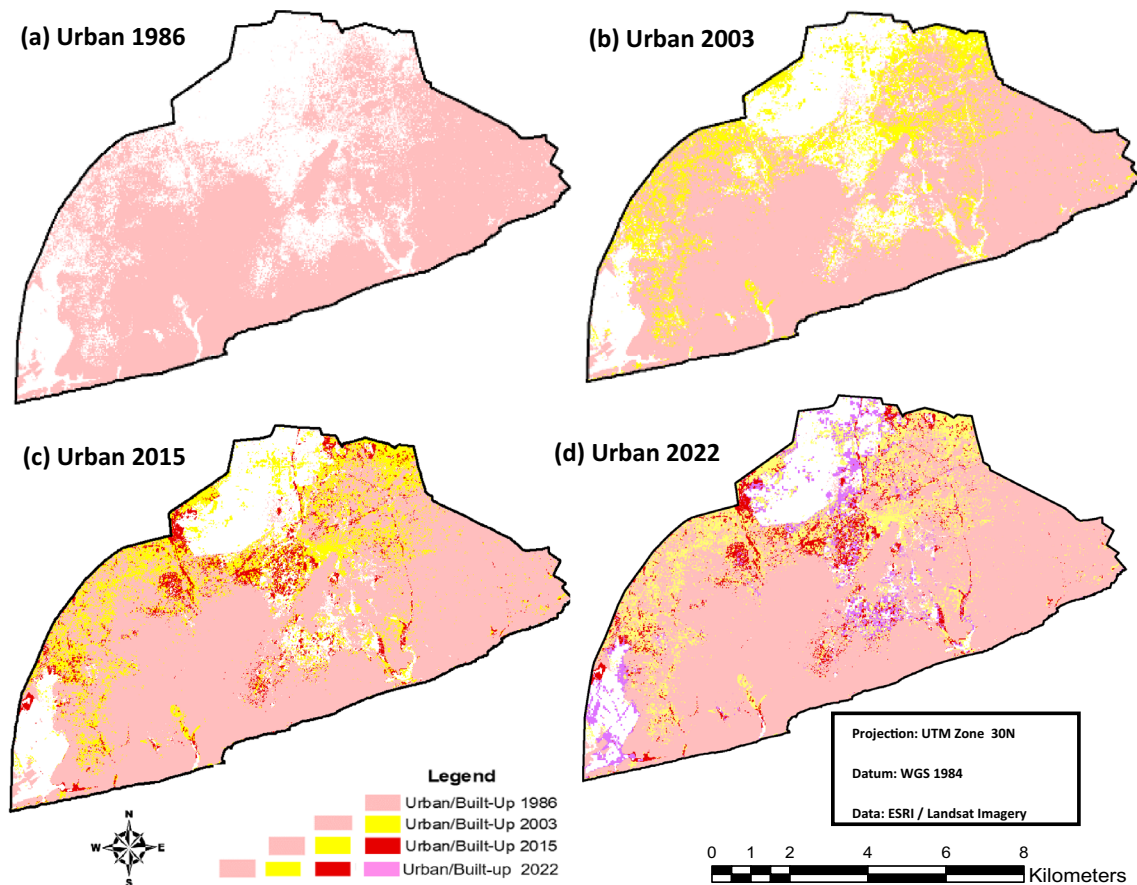 (a) Urban 1986
(b) Urban 2003
(c) Urban 2015
(d) Urban 2022
Legend
Urban/Built-Up 1986
Urban/Built-Up 2003
Urban/Built-Up 2015
Urban/Built-up 2022
N
W E
S
Projection: UTM Zone 30N
Datum: WGS 1984
Data: ESRI / Landsat Imagery
0 1 2 4 6 8
Kilometers